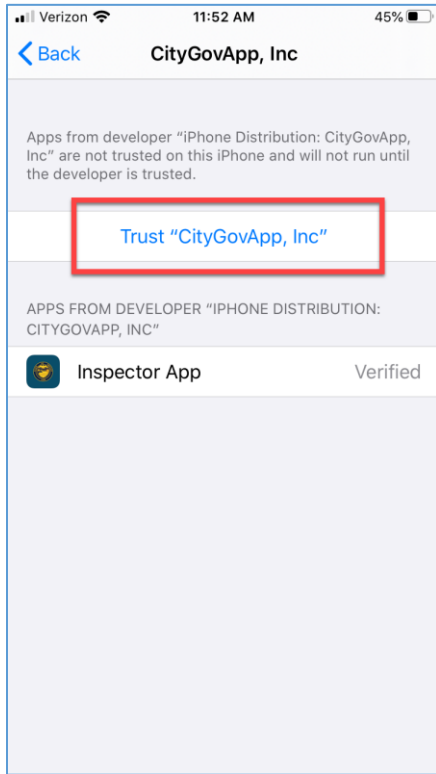 Verizon 11:52 AM 45%
Back CityGovApp, Inc
Apps from developer “iPhone Distribution: CityGovApp,
Inc” are not trusted on this iPhone and will not run until
the developer is trusted.
Trust “CityGovApp, Inc”
APPS FROM DEVELOPER “IPHONE DISTRIBUTION:
CITYGOVAPP, INC”
Inspector App Verified